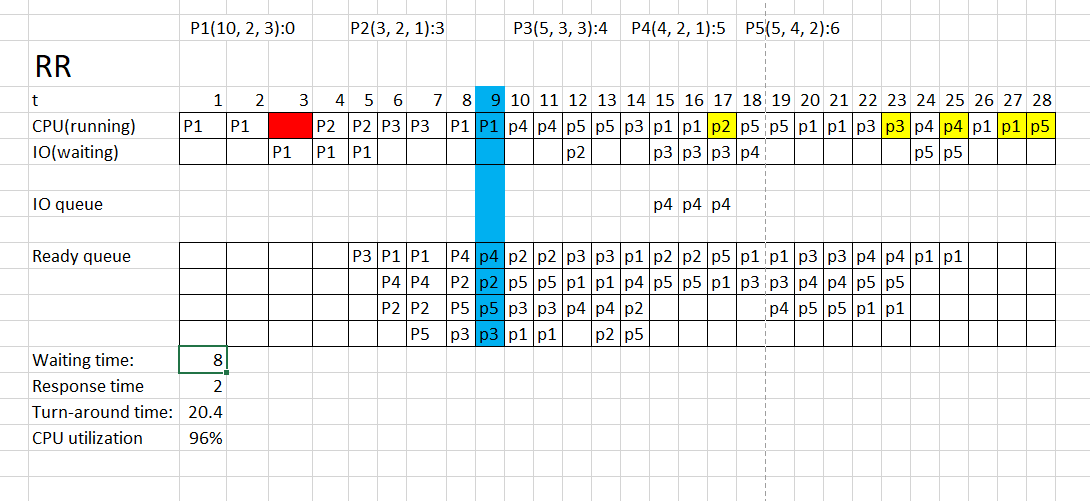 P1(10, 2, 3):0 P2(3, 2, 1):3 P3(5, 3, 3):4 P4(4, 2, 1):5 P5(5, 4, 2):6
RR
t 1 2 3 4 5 6 7 8 9 10 11 12 13 14 15 16 17 18 19 20 21 22 23 24 25 26 27 28
CPU(running) P1 P1 P2 P2 P3 P3 P1 P1 p4 p4 p5 p5 p3 p1 p1 p2 p5 p5 p1 p1 p3 p3 p4 p4 p1 p1 p5
IO(waiting) P1 P1 P1 p2 p3 p3 p3 p4 p5 p5
IO queue p4 p4 p4
Ready queue P3 P1 P1 P4 p4 p2 p2 p3 p3 p1 p2 p2 p5 p1 p1 p3 p3 p4 p4 p1 p1
P4 P4 P2 p2 p5 p5 p1 p1 p4 p5 p5 p1 p3 p3 p4 p4 p5 p5
P2 P2 P5 p5 p3 p3 p4 p4 p2 p4 p5 p5 p1 p1
P5 p3 p3 p1 p1 p2 p5
Waiting time: 8
Response time 2
Turn-around time: 20.4
CPU utilization 96%